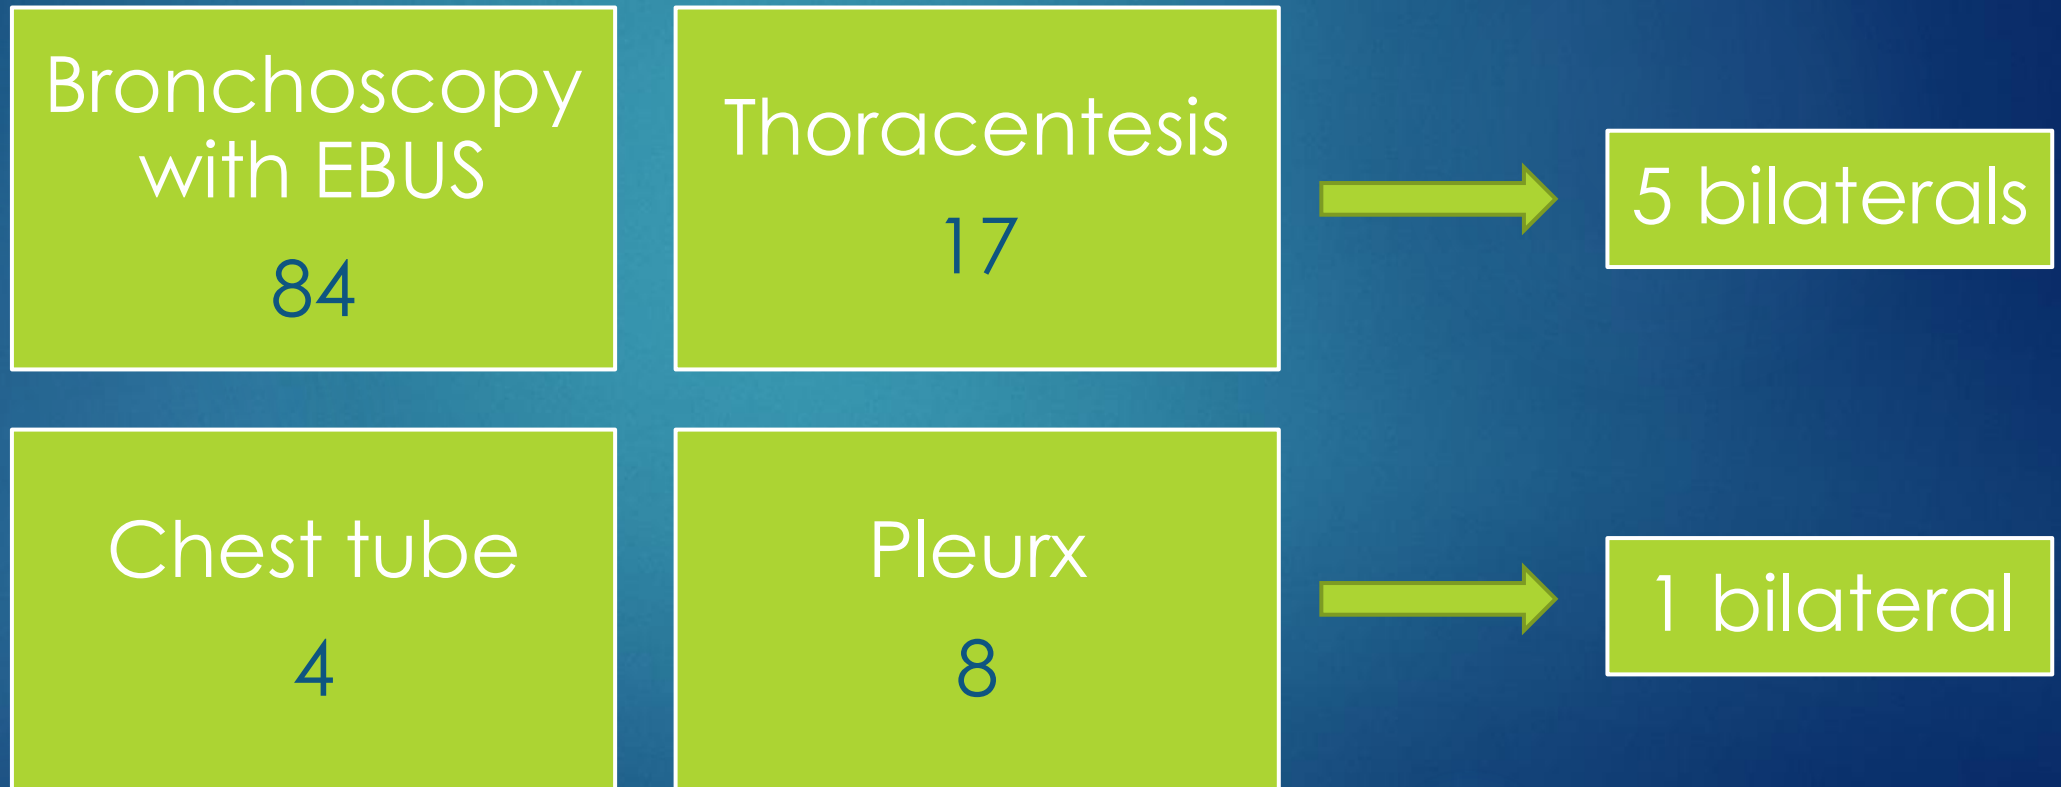 Bronchoscopy
with EBUS
84
Thoracentesis
17
5 bilaterals
Chest tube
4
Pleurx
8
1 bilateral